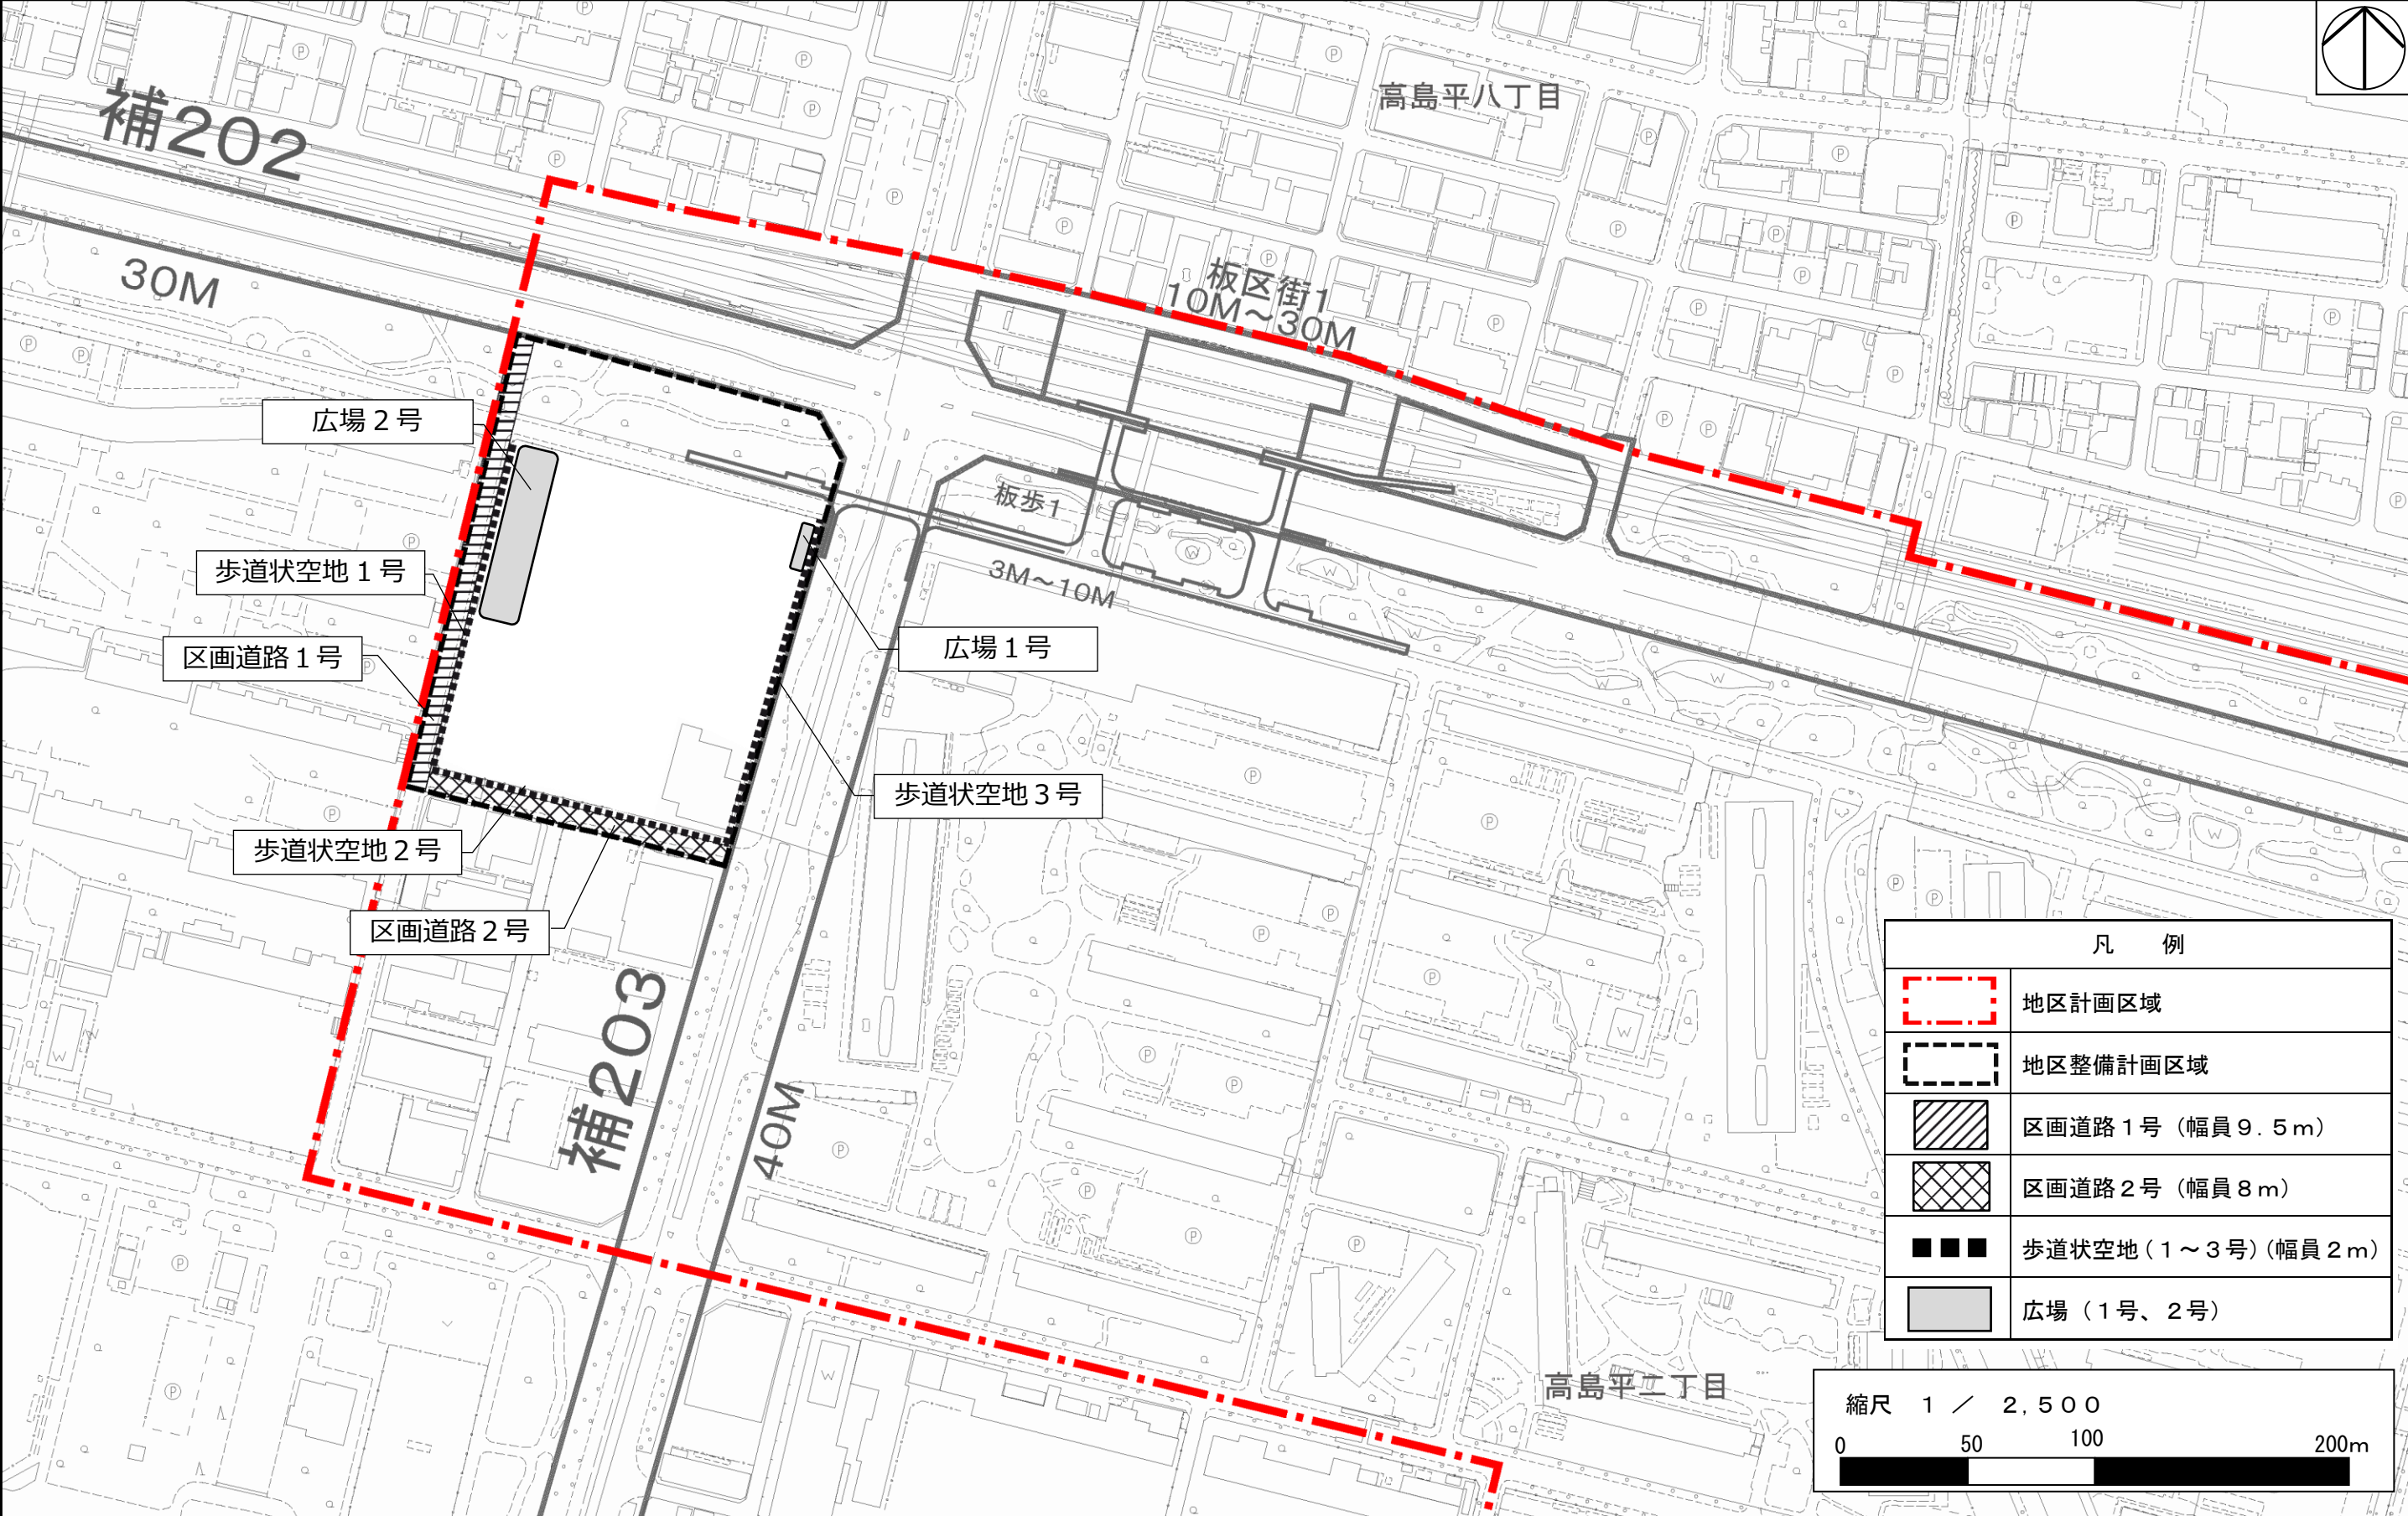 高島平八丁目
補202
30M
板区街1
10M～30M
広場２号
板歩1
3M～10M
歩道状空地１号
区画道路１号
広場１号
歩道状空地３号
歩道状空地２号
区画道路２号
補203
40M
高島平二丁目
凡　例
地区計画区域
地区整備計画区域
区画道路１号（幅員９.５ｍ）
区画道路２号（幅員８ｍ）
歩道状空地（１～３号）（幅員２ｍ）
広場（１号、２号）
縮尺　１　／　２,５００
0 50 100 200m